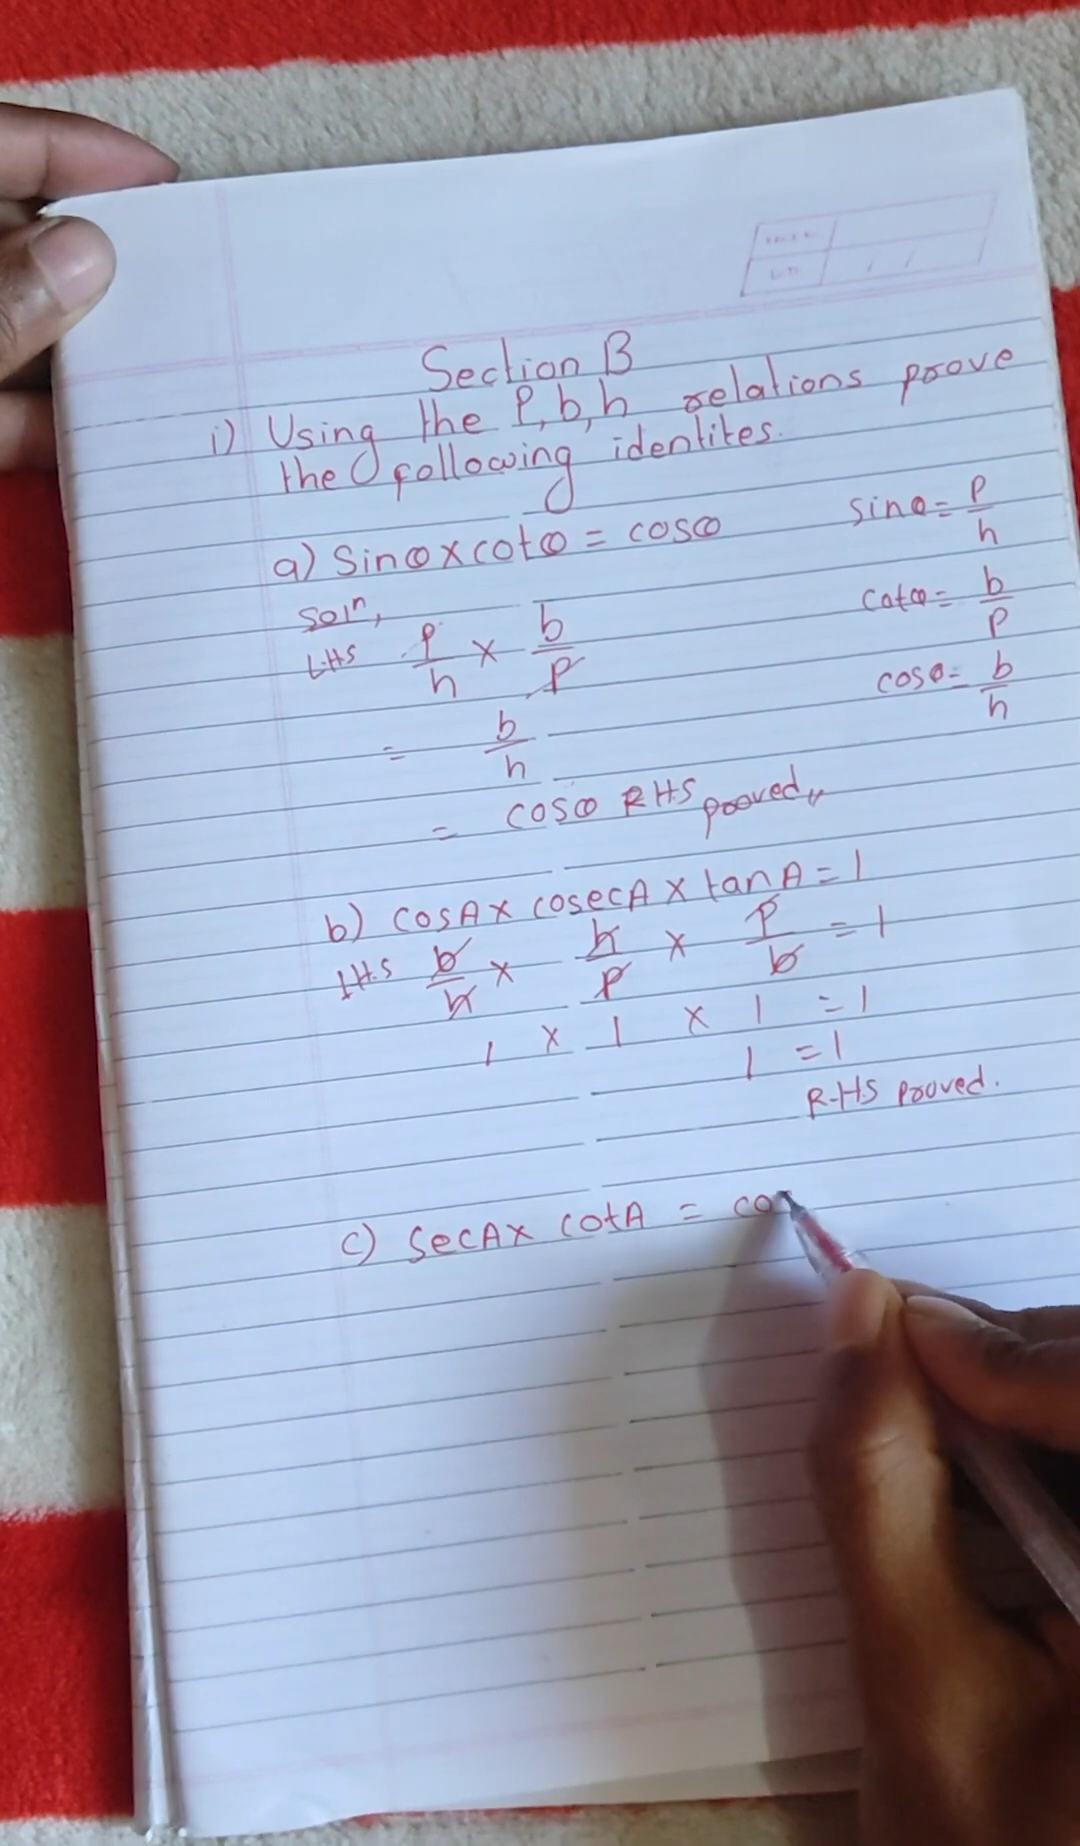 Section B
i) Using the P, b, h relations prove
the following identites.
a) Sinθ x cotθ = cosθ
sinθ = P/h
Solⁿ,
cotθ = b/P
LHS P/h x b/P
cosθ = b/h
= b/h
= cosθ RHS proved,,
b) cosA x cosecA x tanA = 1
LHS b/h x h/P x P/b = 1
1 x 1 x 1 = 1
1 = 1
R.H.S proved.
c) SecA x cotA = co